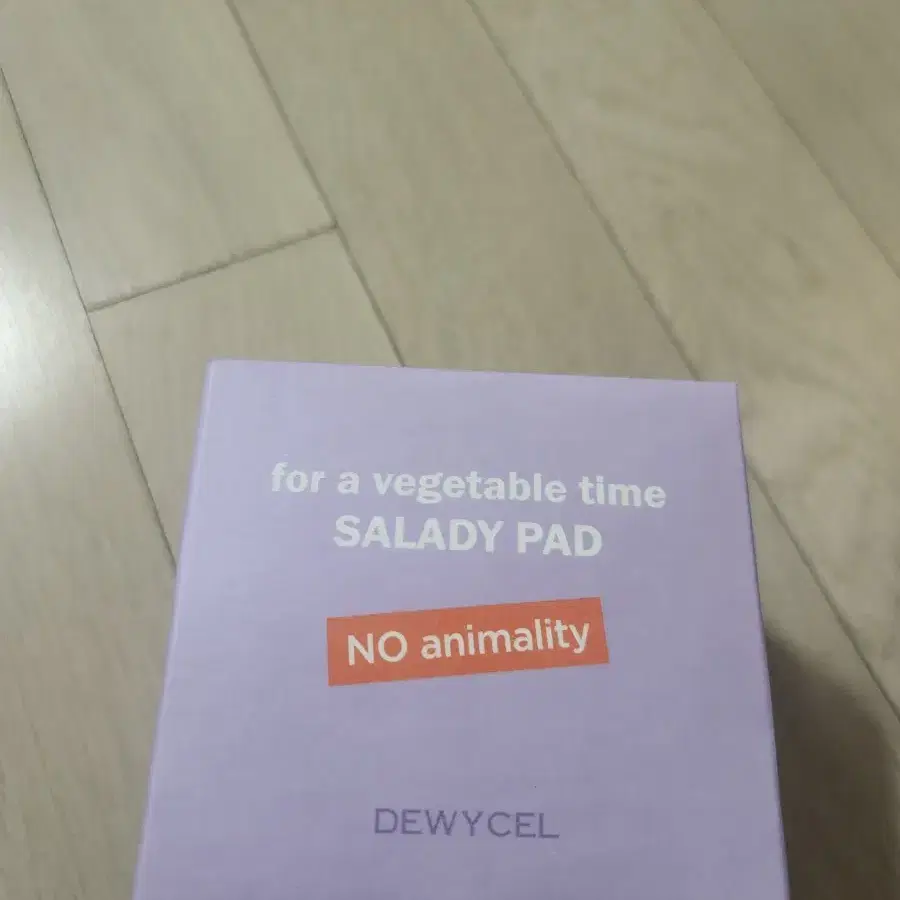 for a vegetable time
SALADY PAD
NO animality
DEWYCEL